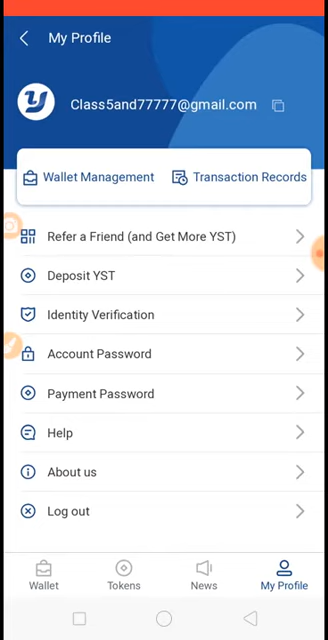 My Profile
Class5and77777@gmail.com
Wallet Management
Transaction Records
Refer a Friend (and Get More YST)
Deposit YST
Identity Verification
Account Password
Payment Password
Help
About us
Log out
Wallet
Tokens
News
My Profile